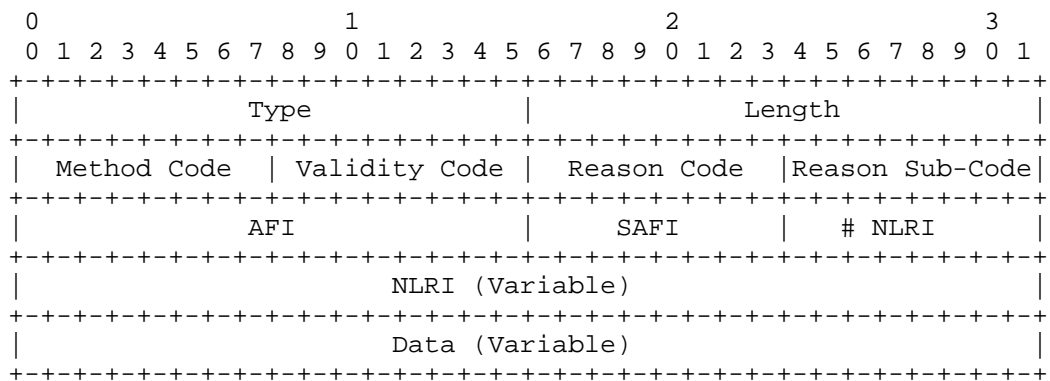 0                   1                   2                   3
 0 1 2 3 4 5 6 7 8 9 0 1 2 3 4 5 6 7 8 9 0 1 2 3 4 5 6 7 8 9 0 1
+-+-+-+-+-+-+-+-+-+-+-+-+-+-+-+-+-+-+-+-+-+-+-+-+-+-+-+-+-+-+-+-+
|              Type             |             Length            |
+-+-+-+-+-+-+-+-+-+-+-+-+-+-+-+-+-+-+-+-+-+-+-+-+-+-+-+-+-+-+-+-+
|  Method Code  | Validity Code |  Reason Code  |Reason Sub-Code|
+-+-+-+-+-+-+-+-+-+-+-+-+-+-+-+-+-+-+-+-+-+-+-+-+-+-+-+-+-+-+-+-+
|              AFI              |     SAFI      |   # NLRI      |
+-+-+-+-+-+-+-+-+-+-+-+-+-+-+-+-+-+-+-+-+-+-+-+-+-+-+-+-+-+-+-+-+
|                       NLRI (Variable)                         |
+-+-+-+-+-+-+-+-+-+-+-+-+-+-+-+-+-+-+-+-+-+-+-+-+-+-+-+-+-+-+-+-+
|                       Data (Variable)                         |
+-+-+-+-+-+-+-+-+-+-+-+-+-+-+-+-+-+-+-+-+-+-+-+-+-+-+-+-+-+-+-+-+